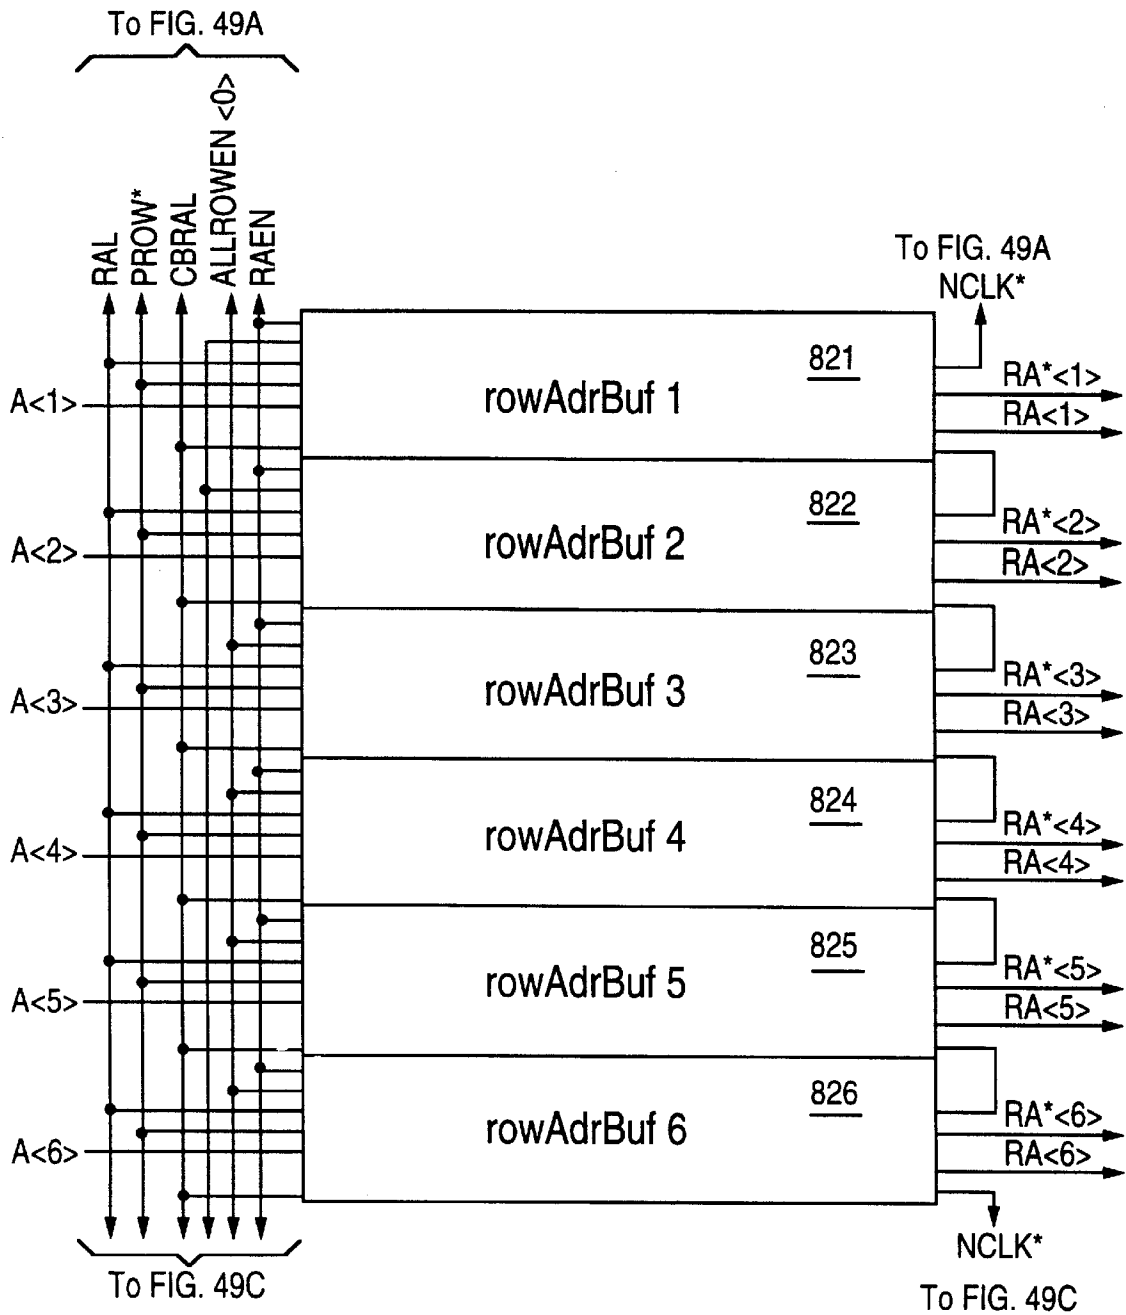 To FIG. 49A
RAL
PROW*
CBRAL
ALLROWEN <0>
RAEN
To FIG. 49A
NCLK*
A<1>
rowAdrBuf 1
821
RA*<1>
RA<1>
A<2>
rowAdrBuf 2
822
RA*<2>
RA<2>
A<3>
rowAdrBuf 3
823
RA*<3>
RA<3>
A<4>
rowAdrBuf 4
824
RA*<4>
RA<4>
A<5>
rowAdrBuf 5
825
RA*<5>
RA<5>
A<6>
rowAdrBuf 6
826
RA*<6>
RA<6>
NCLK*
To FIG. 49C
To FIG. 49C